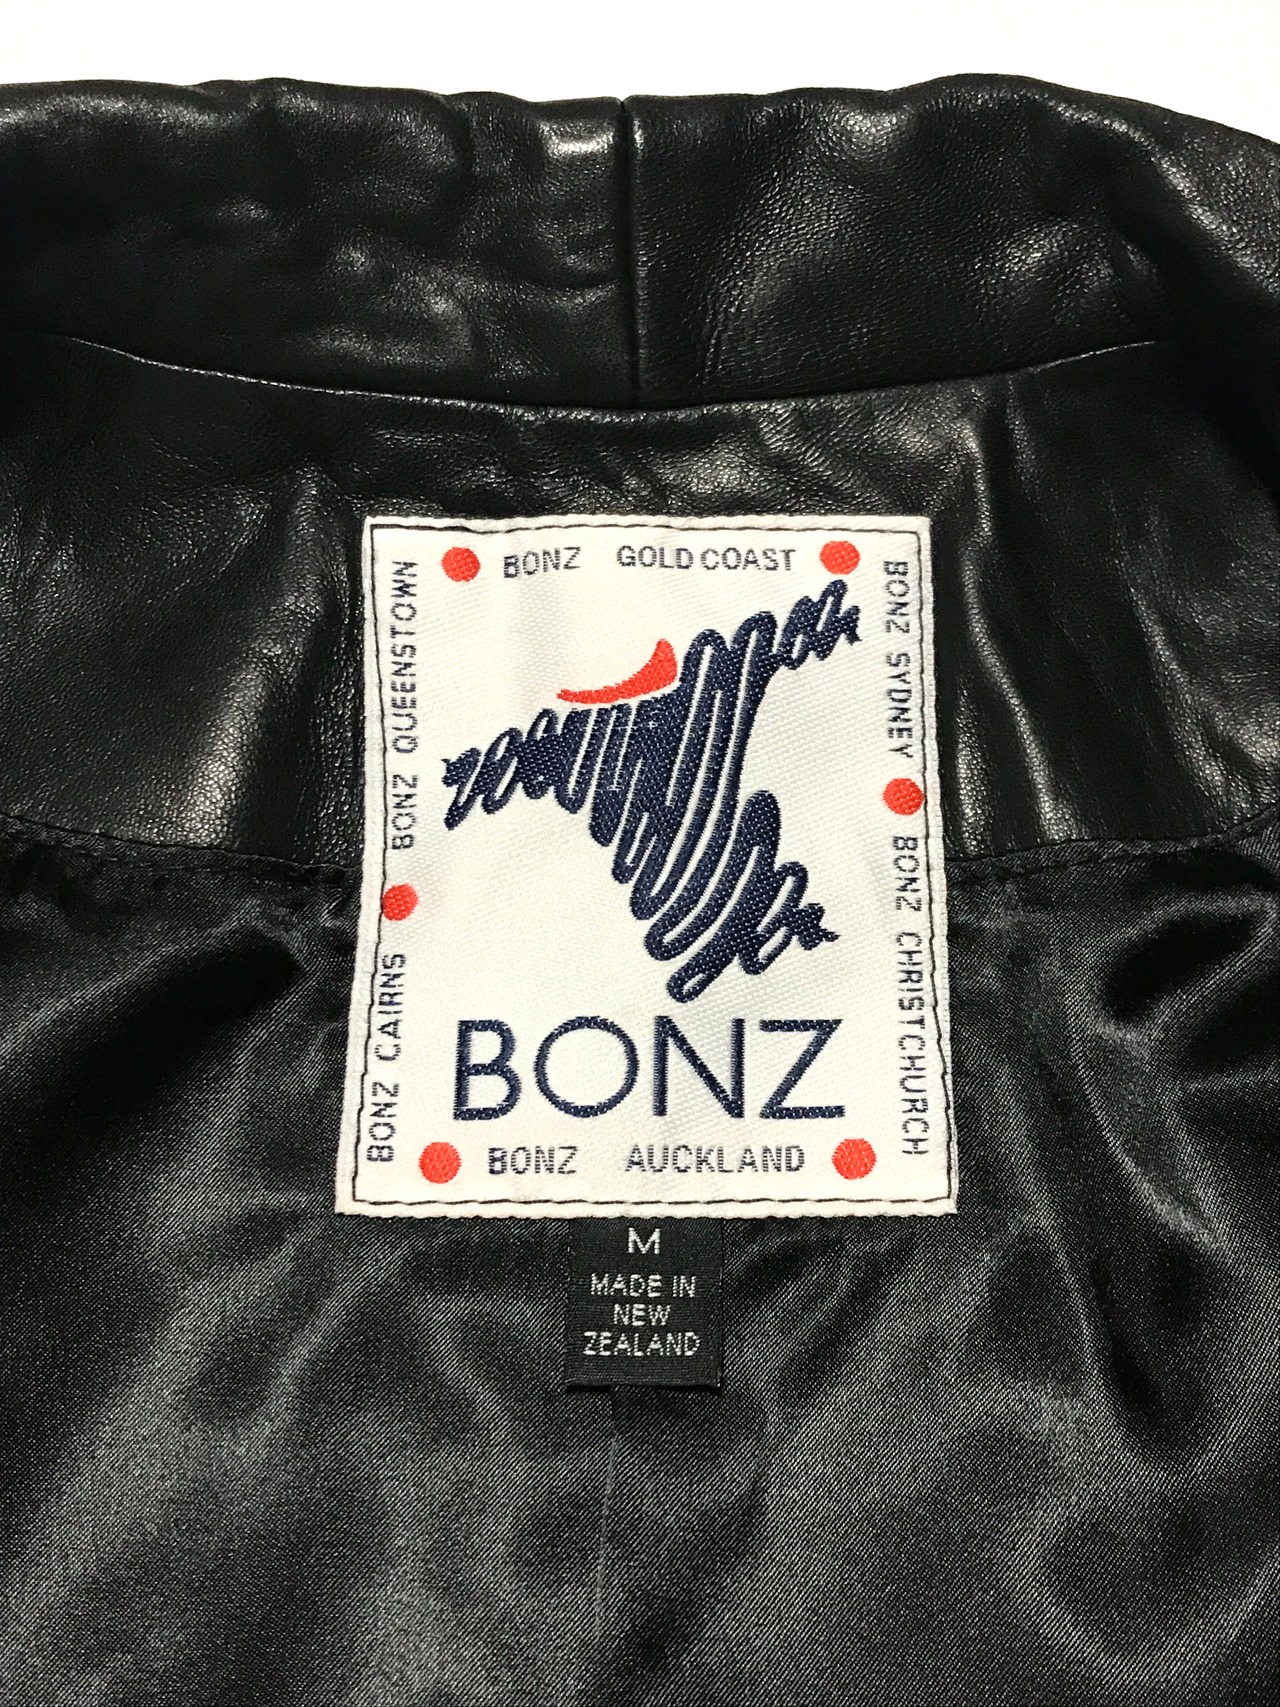 BONZ GOLD COAST
BONZ SYDNEY
BONZ CHRISTCHURCH
BONZ QUEENSTOWN
BONZ CAIRNS
BONZ
BONZ AUCKLAND
M
MADE IN
NEW
ZEALAND